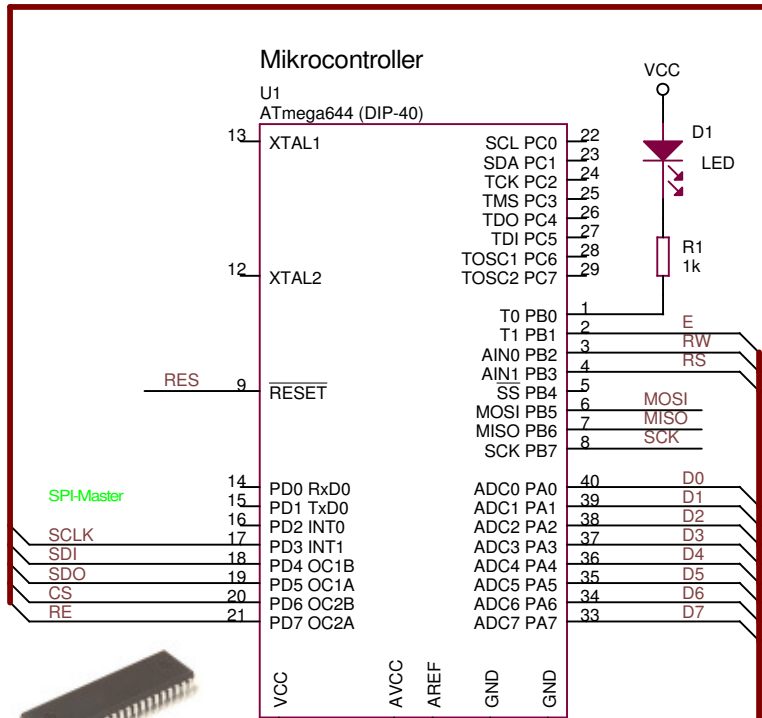 Mikrocontroller
U1
ATmega644 (DIP-40)
VCC
D1
LED
R1
1k
13 XTAL1
12 XTAL2
RES 9 RESET
SPI-Master
14 PD0 RxD0
15 PD1 TxD0
16 PD2 INT0
SCLK 17 PD3 INT1
SDI 18 PD4 OC1B
SDO 19 PD5 OC1A
CS 20 PD6 OC2B
RE 21 PD7 OC2A
SCL PC0 22
SDA PC1 23
TCK PC2 24
TMS PC3 25
TDO PC4 26
TDI PC5 27
TOSC1 PC6 28
TOSC2 PC7 29
T0 PB0 1
T1 PB1 2 E
AIN0 PB2 3 RW
AIN1 PB3 4 RS
SS PB4 5
MOSI PB5 6 MOSI
MISO PB6 7 MISO
SCK PB7 8 SCK
ADC0 PA0 40 D0
ADC1 PA1 39 D1
ADC2 PA2 38 D2
ADC3 PA3 37 D3
ADC4 PA4 36 D4
ADC5 PA5 35 D5
ADC6 PA6 34 D6
ADC7 PA7 33 D7
VCC
AVCC
AREF
GND
GND